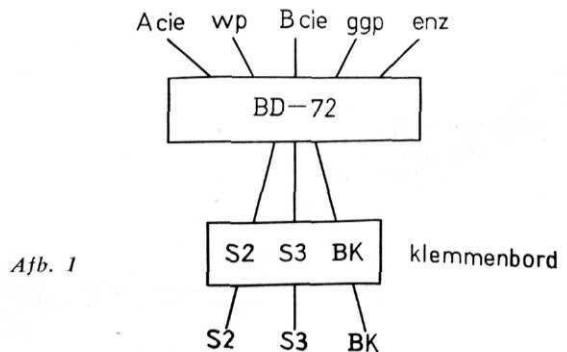 A cie wp B cie ggp enz
BD-72
S2 S3 BK klemmenbord
Afb. 1
S2 S3 BK